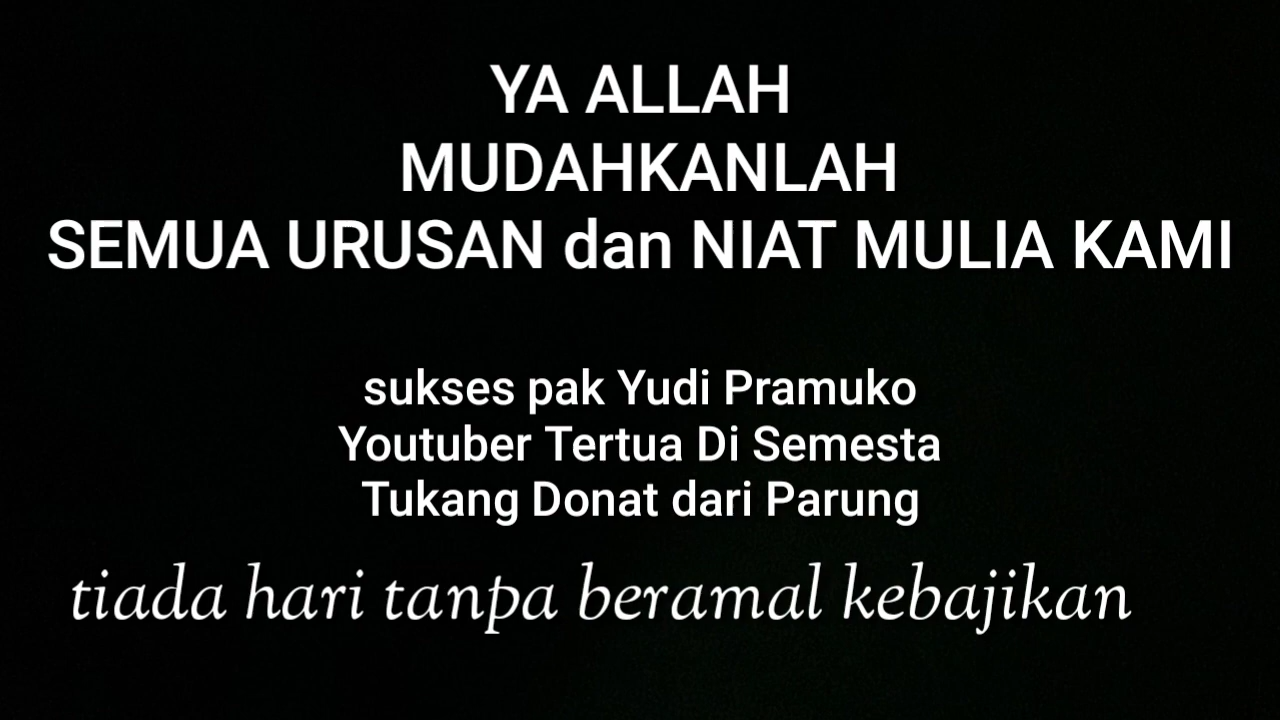 YA ALLAH
MUDAHKANLAH
SEMUA URUSAN dan NIAT MULIA KAMI
sukses pak Yudi Pramuko
Youtuber Tertua Di Semesta
Tukang Donat dari Parung
tiada hari tanpa beramal kebajikan